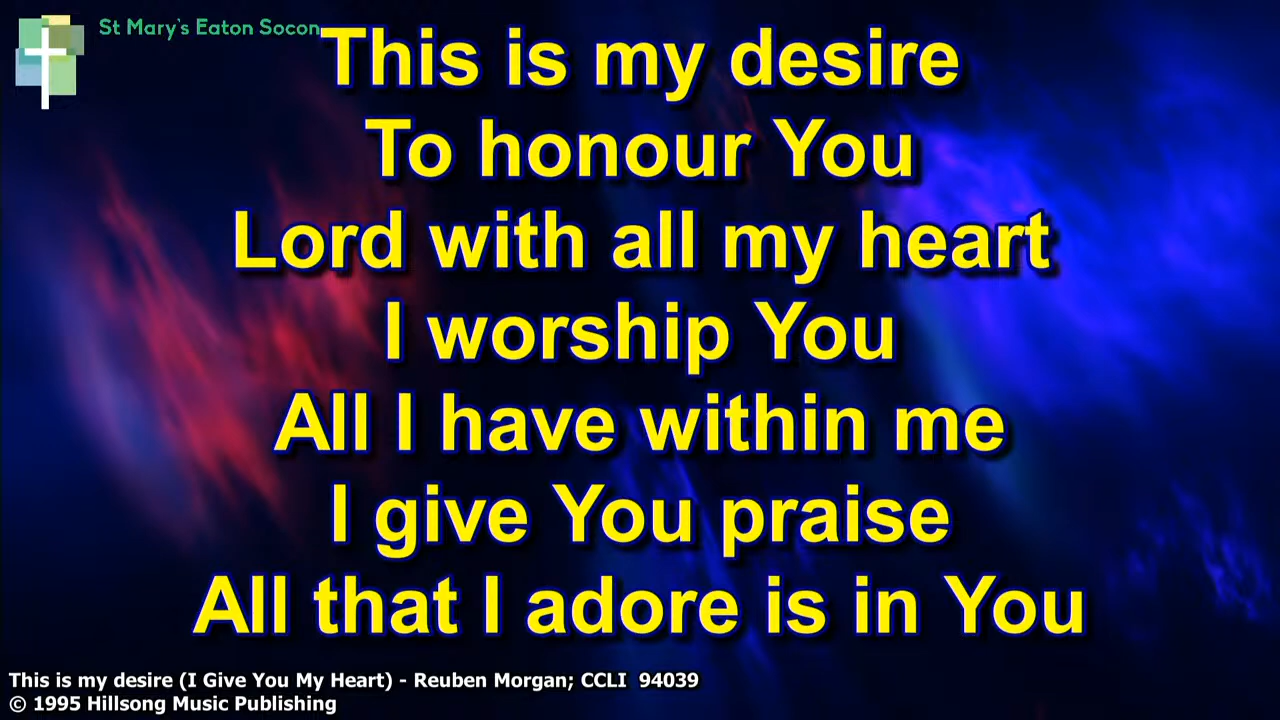 St Mary's Eaton Socon
This is my desire
To honour You
Lord with all my heart
I worship You
All I have within me
I give You praise
All that I adore is in You
This is my desire (I Give You My Heart) - Reuben Morgan; CCLI  94039
© 1995 Hillsong Music Publishing